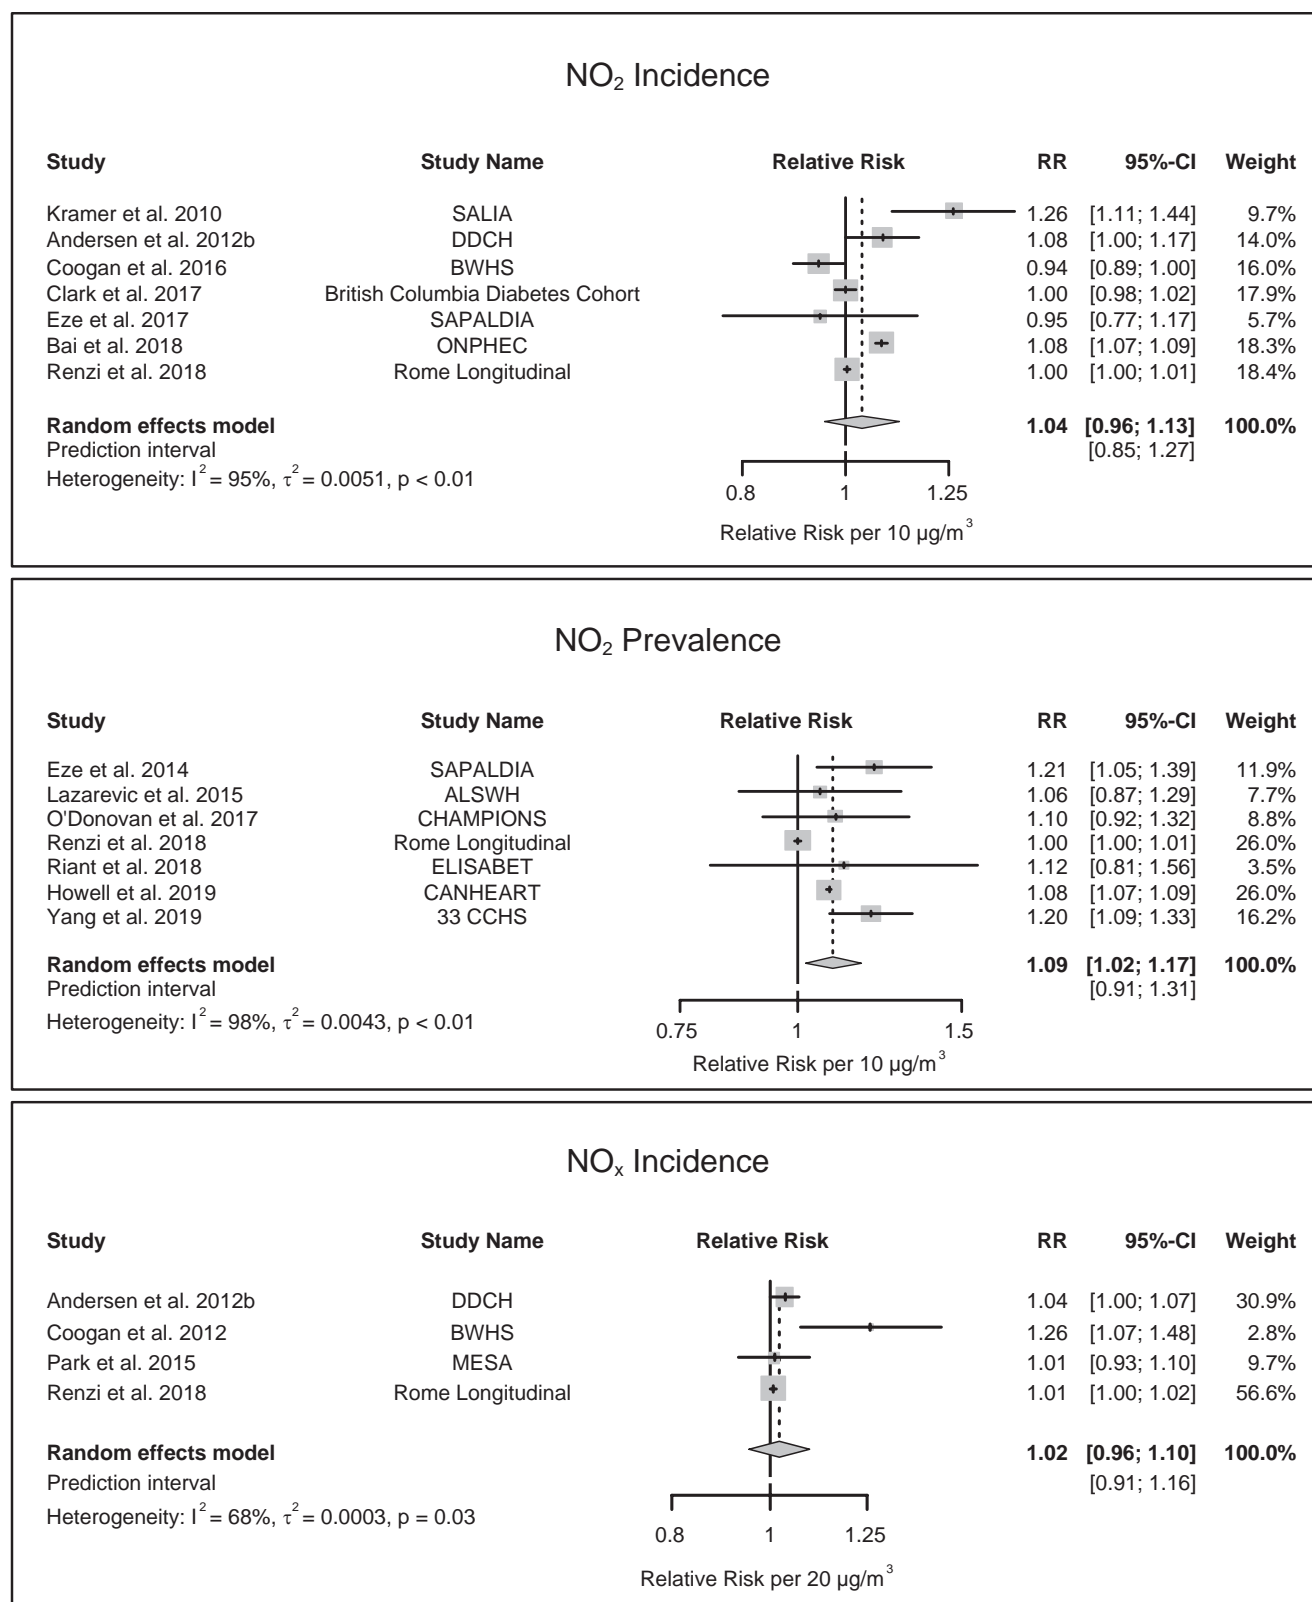 NO₂ Incidence
Study Study Name Relative Risk RR 95%-CI Weight
Kramer et al. 2010 SALIA 1.26 [1.11; 1.44] 9.7%
Andersen et al. 2012b DDCH 1.08 [1.00; 1.17] 14.0%
Coogan et al. 2016 BWHS 0.94 [0.89; 1.00] 16.0%
Clark et al. 2017 British Columbia Diabetes Cohort 1.00 [0.98; 1.02] 17.9%
Eze et al. 2017 SAPALDIA 0.95 [0.77; 1.17] 5.7%
Bai et al. 2018 ONPHEC 1.08 [1.07; 1.09] 18.3%
Renzi et al. 2018 Rome Longitudinal 1.00 [1.00; 1.01] 18.4%
Random effects model 1.04 [0.96; 1.13] 100.0%
Prediction interval [0.85; 1.27]
Heterogeneity: I² = 95%, τ² = 0.0051, p < 0.01
0.8 1 1.25
Relative Risk per 10 µg/m³
NO₂ Prevalence
Study Study Name Relative Risk RR 95%-CI Weight
Eze et al. 2014 SAPALDIA 1.21 [1.05; 1.39] 11.9%
Lazarevic et al. 2015 ALSWH 1.06 [0.87; 1.29] 7.7%
O'Donovan et al. 2017 CHAMPIONS 1.10 [0.92; 1.32] 8.8%
Renzi et al. 2018 Rome Longitudinal 1.00 [1.00; 1.01] 26.0%
Riant et al. 2018 ELISABET 1.12 [0.81; 1.56] 3.5%
Howell et al. 2019 CANHEART 1.08 [1.07; 1.09] 26.0%
Yang et al. 2019 33 CCHS 1.20 [1.09; 1.33] 16.2%
Random effects model 1.09 [1.02; 1.17] 100.0%
Prediction interval [0.91; 1.31]
Heterogeneity: I² = 98%, τ² = 0.0043, p < 0.01
0.75 1 1.5
Relative Risk per 10 µg/m³
NOₓ Incidence
Study Study Name Relative Risk RR 95%-CI Weight
Andersen et al. 2012b DDCH 1.04 [1.00; 1.07] 30.9%
Coogan et al. 2012 BWHS 1.26 [1.07; 1.48] 2.8%
Park et al. 2015 MESA 1.01 [0.93; 1.10] 9.7%
Renzi et al. 2018 Rome Longitudinal 1.01 [1.00; 1.02] 56.6%
Random effects model 1.02 [0.96; 1.10] 100.0%
Prediction interval [0.91; 1.16]
Heterogeneity: I² = 68%, τ² = 0.0003, p = 0.03
0.8 1 1.25
Relative Risk per 20 µg/m³